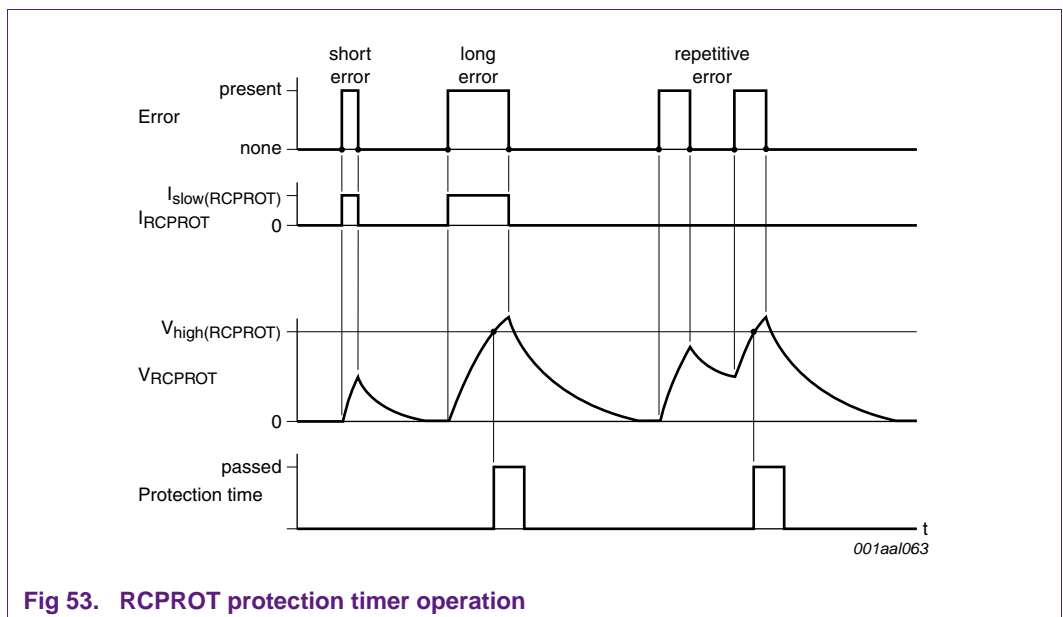 short error
long error
repetitive error
present
Error
none
Islow(RCPROT)
IRCPROT
0
Vhigh(RCPROT)
VRCPROT
0
passed
Protection time
t
001aal063
Fig 53. RCPROT protection timer operation